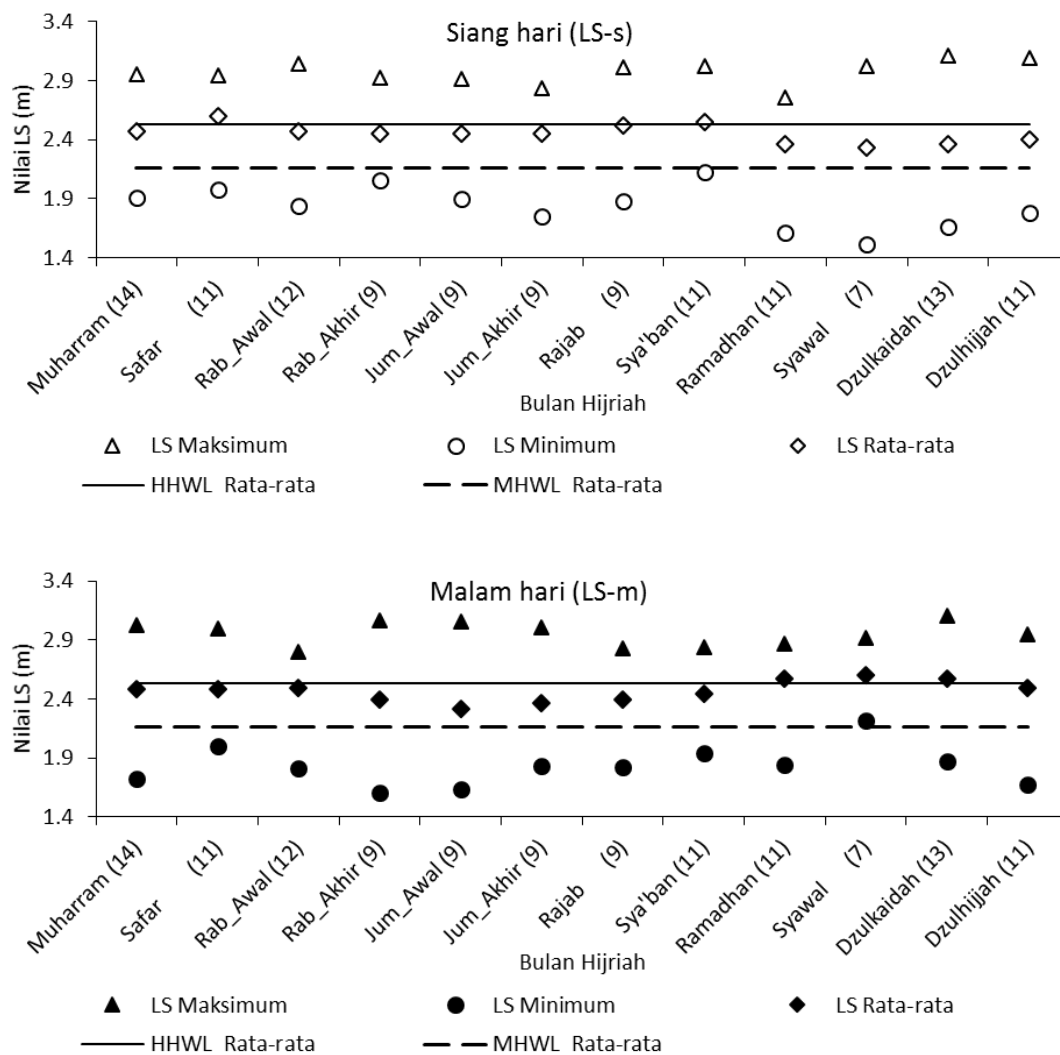 Siang hari (LS-s)
Nilai LS (m)
3.4
2.9
2.4
1.9
1.4
Muharram (14)
Safar (11)
Rab_Awal (12)
Rab_Akhir (9)
Jum_Awal (9)
Jum_Akhir (9)
Rajab (9)
Sya'ban (11)
Ramadhan (11)
Syawal (7)
Dzulkaidah (13)
Dzulhijjah (11)
Bulan Hijriah
LS Maksimum LS Minimum LS Rata-rata
HHWL Rata-rata MHWL Rata-rata
Malam hari (LS-m)
Nilai LS (m)
3.4
2.9
2.4
1.9
1.4
Muharram (14)
Safar (11)
Rab_Awal (12)
Rab_Akhir (9)
Jum_Awal (9)
Jum_Akhir (9)
Rajab (9)
Sya'ban (11)
Ramadhan (11)
Syawal (7)
Dzulkaidah (13)
Dzulhijjah (11)
Bulan Hijriah
LS Maksimum LS Minimum LS Rata-rata
HHWL Rata-rata MHWL Rata-rata